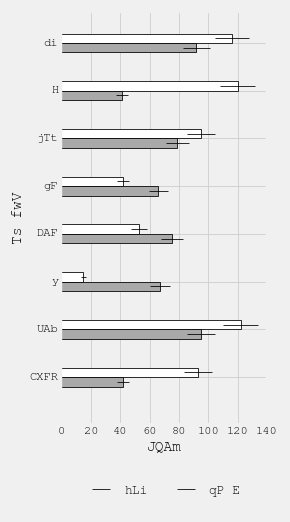 di
H
jTt
gF
DAF
y
UAb
CXFR
Ts fwV
0 20 40 60 80 100 120 140
JQAm
hLi qP E